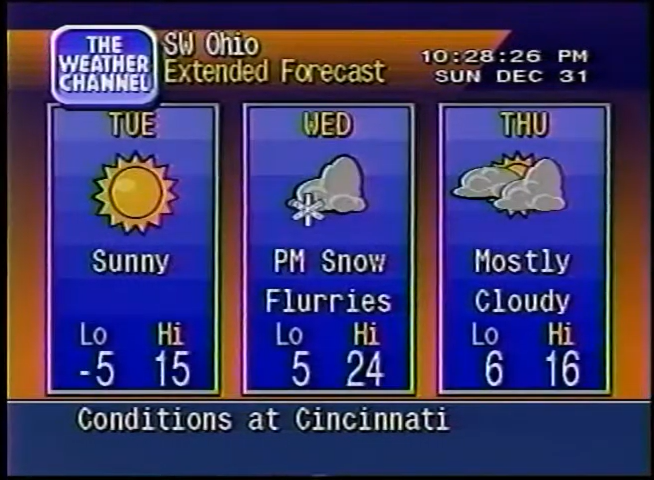 THE
WEATHER
CHANNEL
SW Ohio
Extended Forecast
10:28:26 PM
SUN DEC 31
TUE
Sunny
Lo Hi
-5 15
WED
PM Snow
Flurries
Lo Hi
5 24
THU
Mostly
Cloudy
Lo Hi
6 16
Conditions at Cincinnati